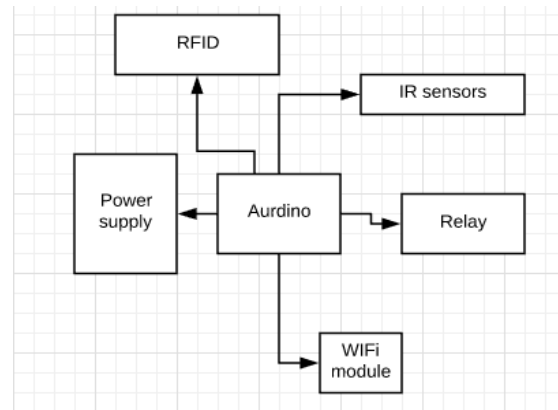 RFID
IR sensors
Power
supply
Aurdino
Relay
WIFi
module